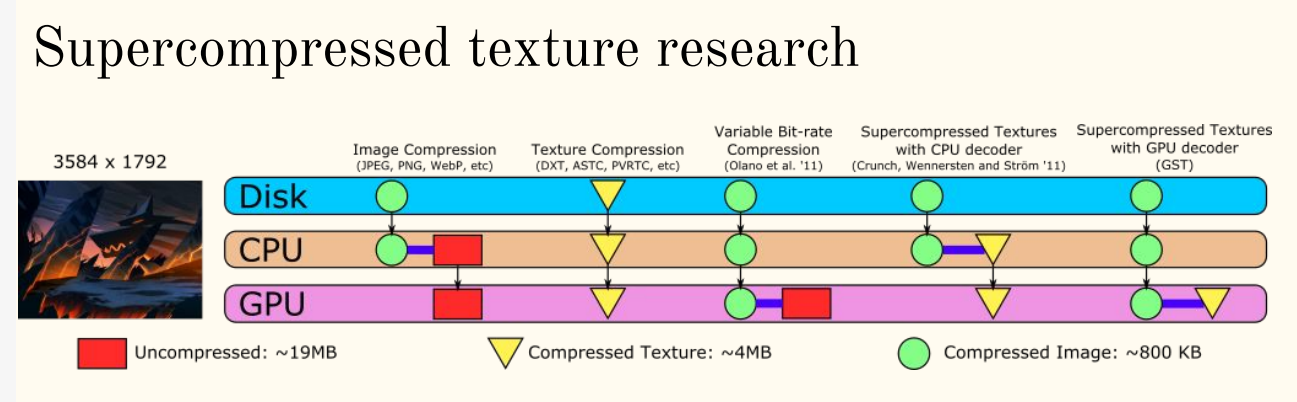 Supercompressed texture research
3584 x 1792
Image Compression
(JPEG, PNG, WebP, etc)
Texture Compression
(DXT, ASTC, PVRTC, etc)
Variable Bit-rate
Compression
(Olano et al. '11)
Supercompressed Textures
with CPU decoder
(Crunch, Wennersten and Ström '11)
Supercompressed Textures
with GPU decoder
(GST)
Disk
CPU
GPU
Uncompressed: ~19MB
Compressed Texture: ~4MB
Compressed Image: ~800 KB